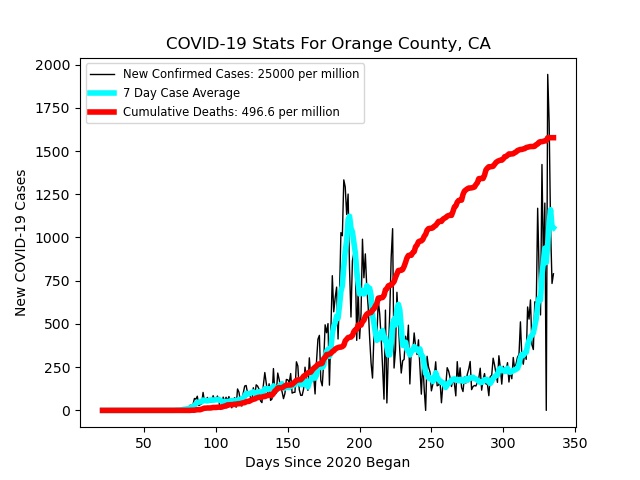 COVID-19 Stats For Orange County, CA
New Confirmed Cases: 25000 per million
7 Day Case Average
Cumulative Deaths: 496.6 per million
New COVID-19 Cases
2000
1750
1500
1250
1000
750
500
250
0
50
100
150
200
250
300
350
Days Since 2020 Began